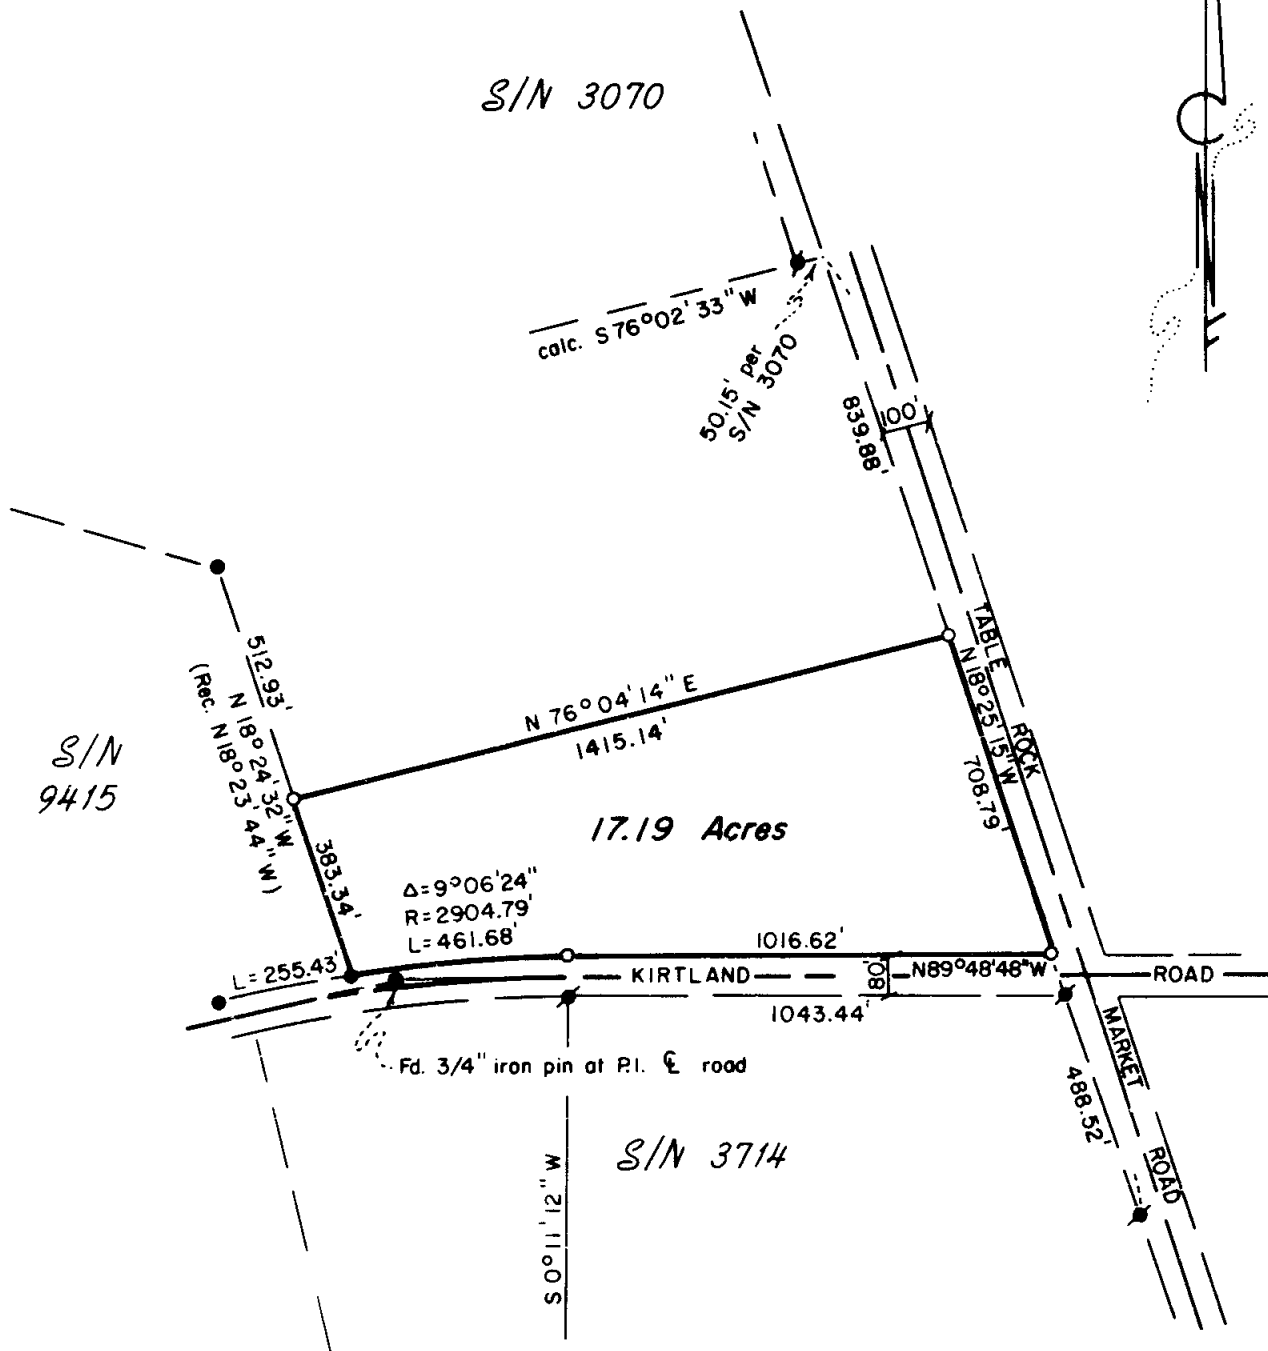 S/N 3070
calc. S 76°02'33" W
50.15' per
S/N 3070
839.88'
100'
512.93'
N 18°24'32" W
(Rec. N18°23'44" W)
S/N
9415
N 76°04'14" E
1415.14'
TABLE ROCK
N 18°25'15" W
708.79'
17.19 Acres
383.34'
Δ=9°06'24"
R=2904.79'
L=461.68'
1016.62'
L=255.43'
KIRTLAND
80'
N89°48'48"W
ROAD
1043.44'
Fd. 3/4" iron pin at P.I. ℄ road
MARKET ROAD
488.52'
S/N 3714
S 0°11'12" W